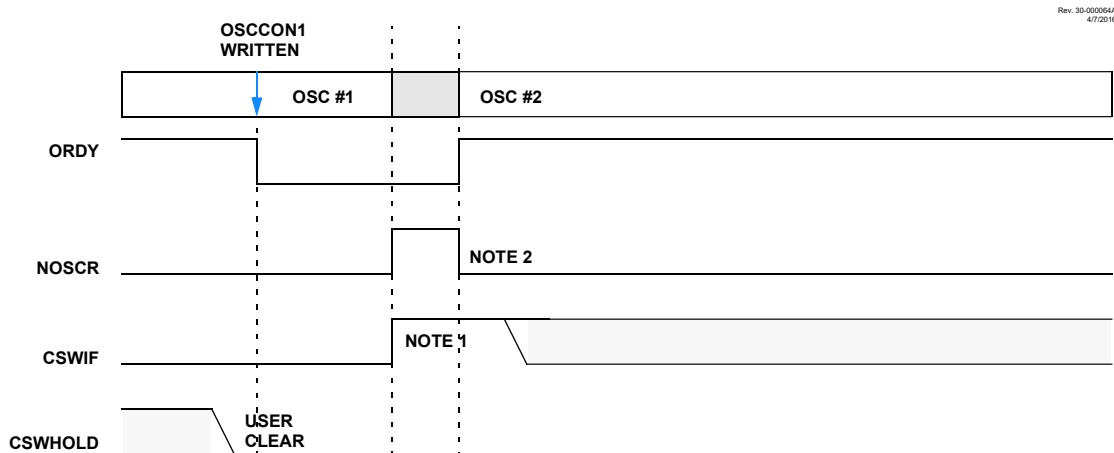 Rev. 30-000064A
4/7/2016
OSCCON1
WRITTEN
OSC #1
OSC #2
ORDY
NOSCR
NOTE 2
CSWIF
NOTE 1
CSWHOLD
USER
CLEAR